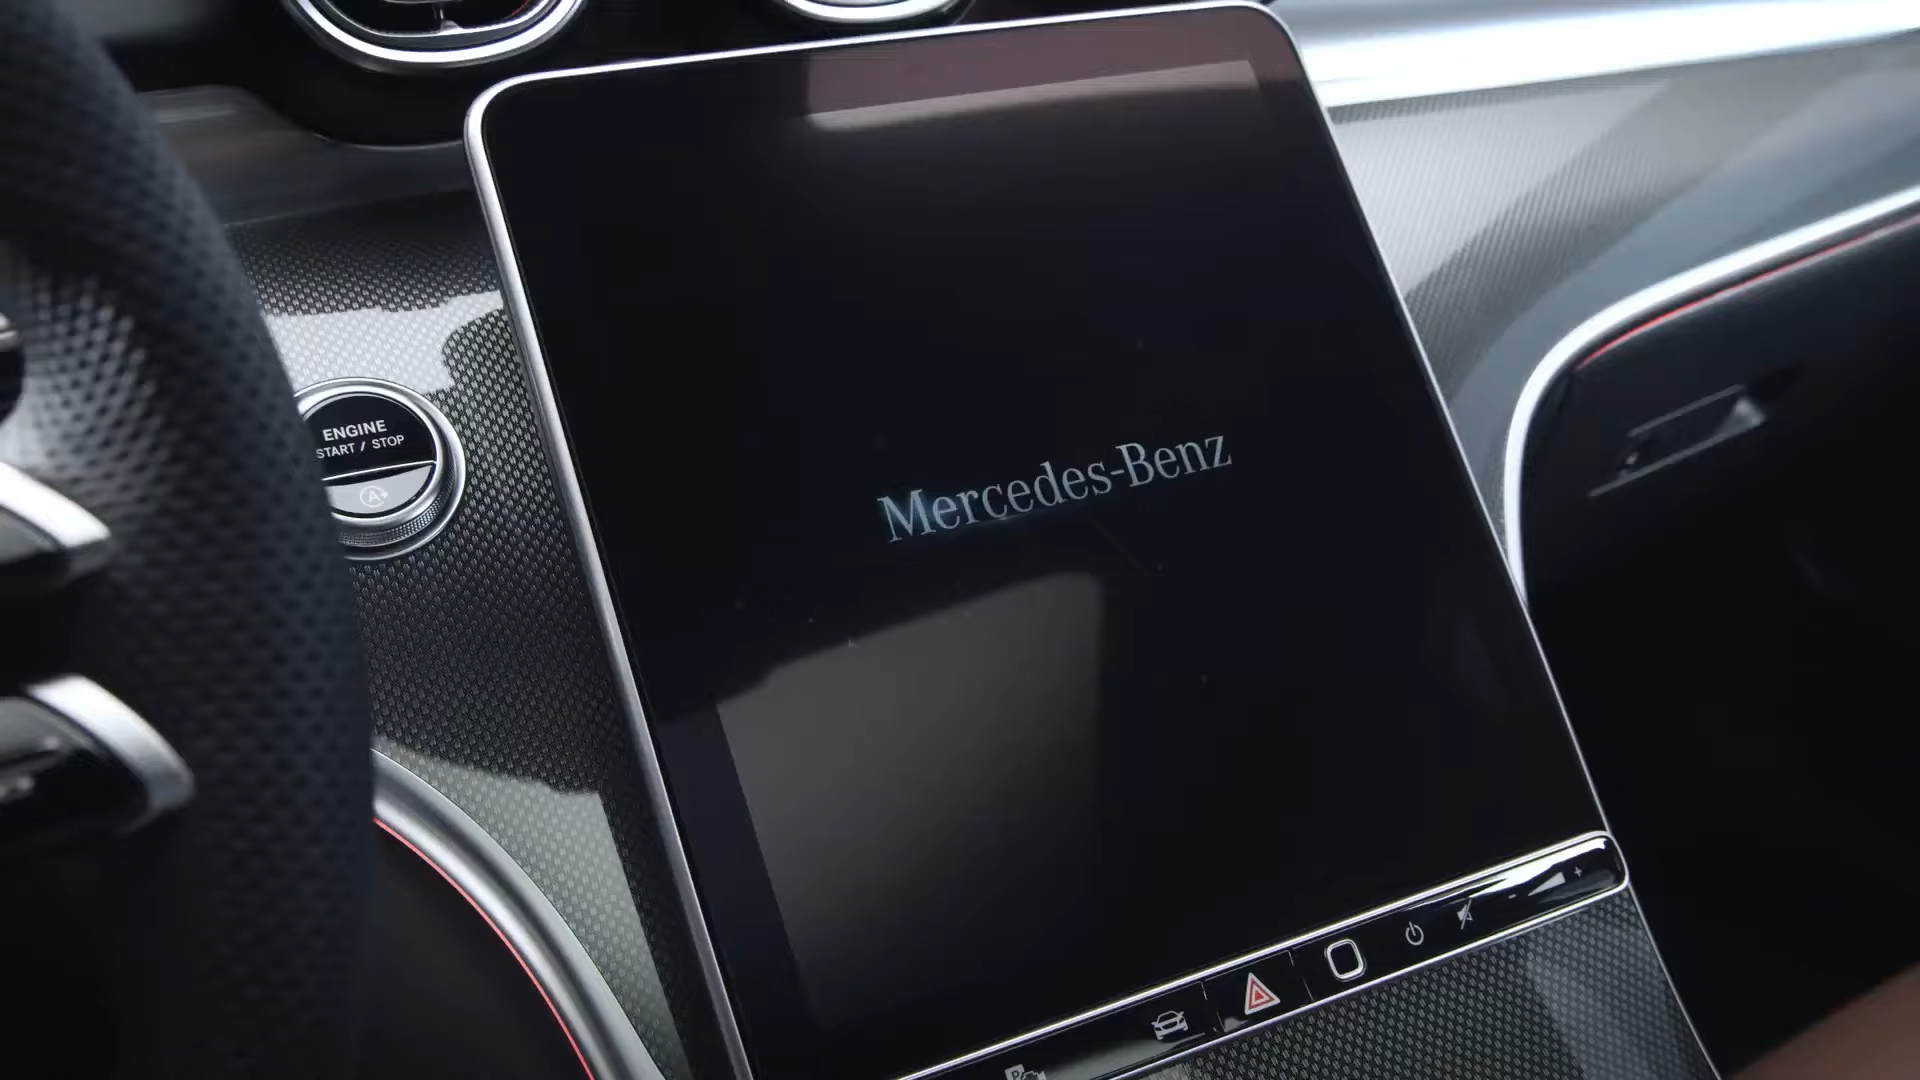 ENGINE
START / STOP
A
Mercedes-Benz
- +
P